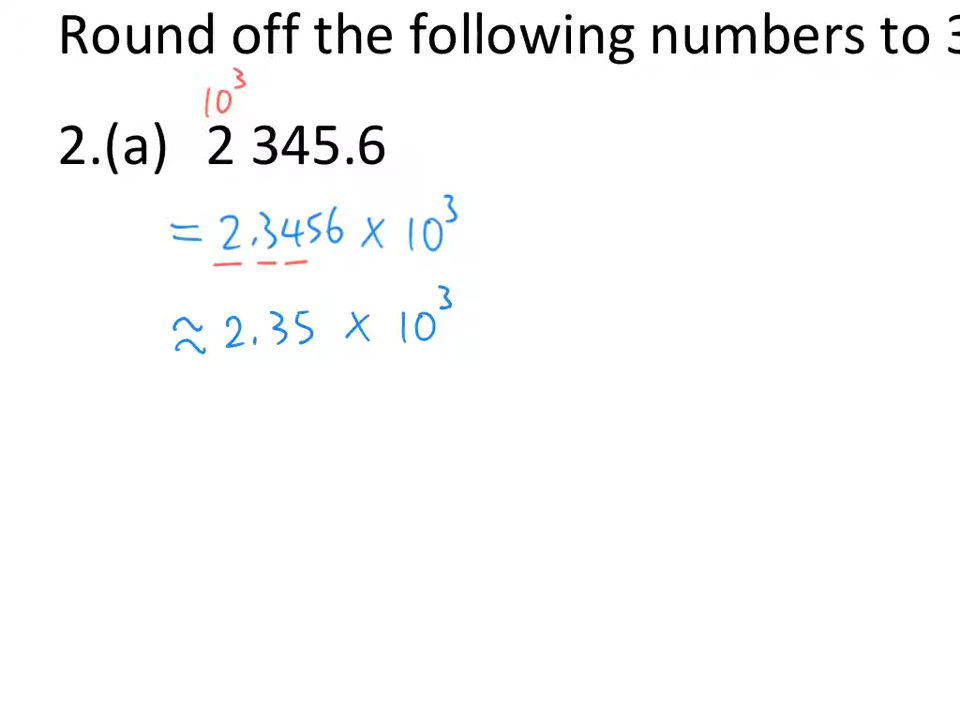 Round off the following numbers to 3
10³
2.(a) 2 345.6
= 2.3456 × 10³
≈ 2.35 × 10³